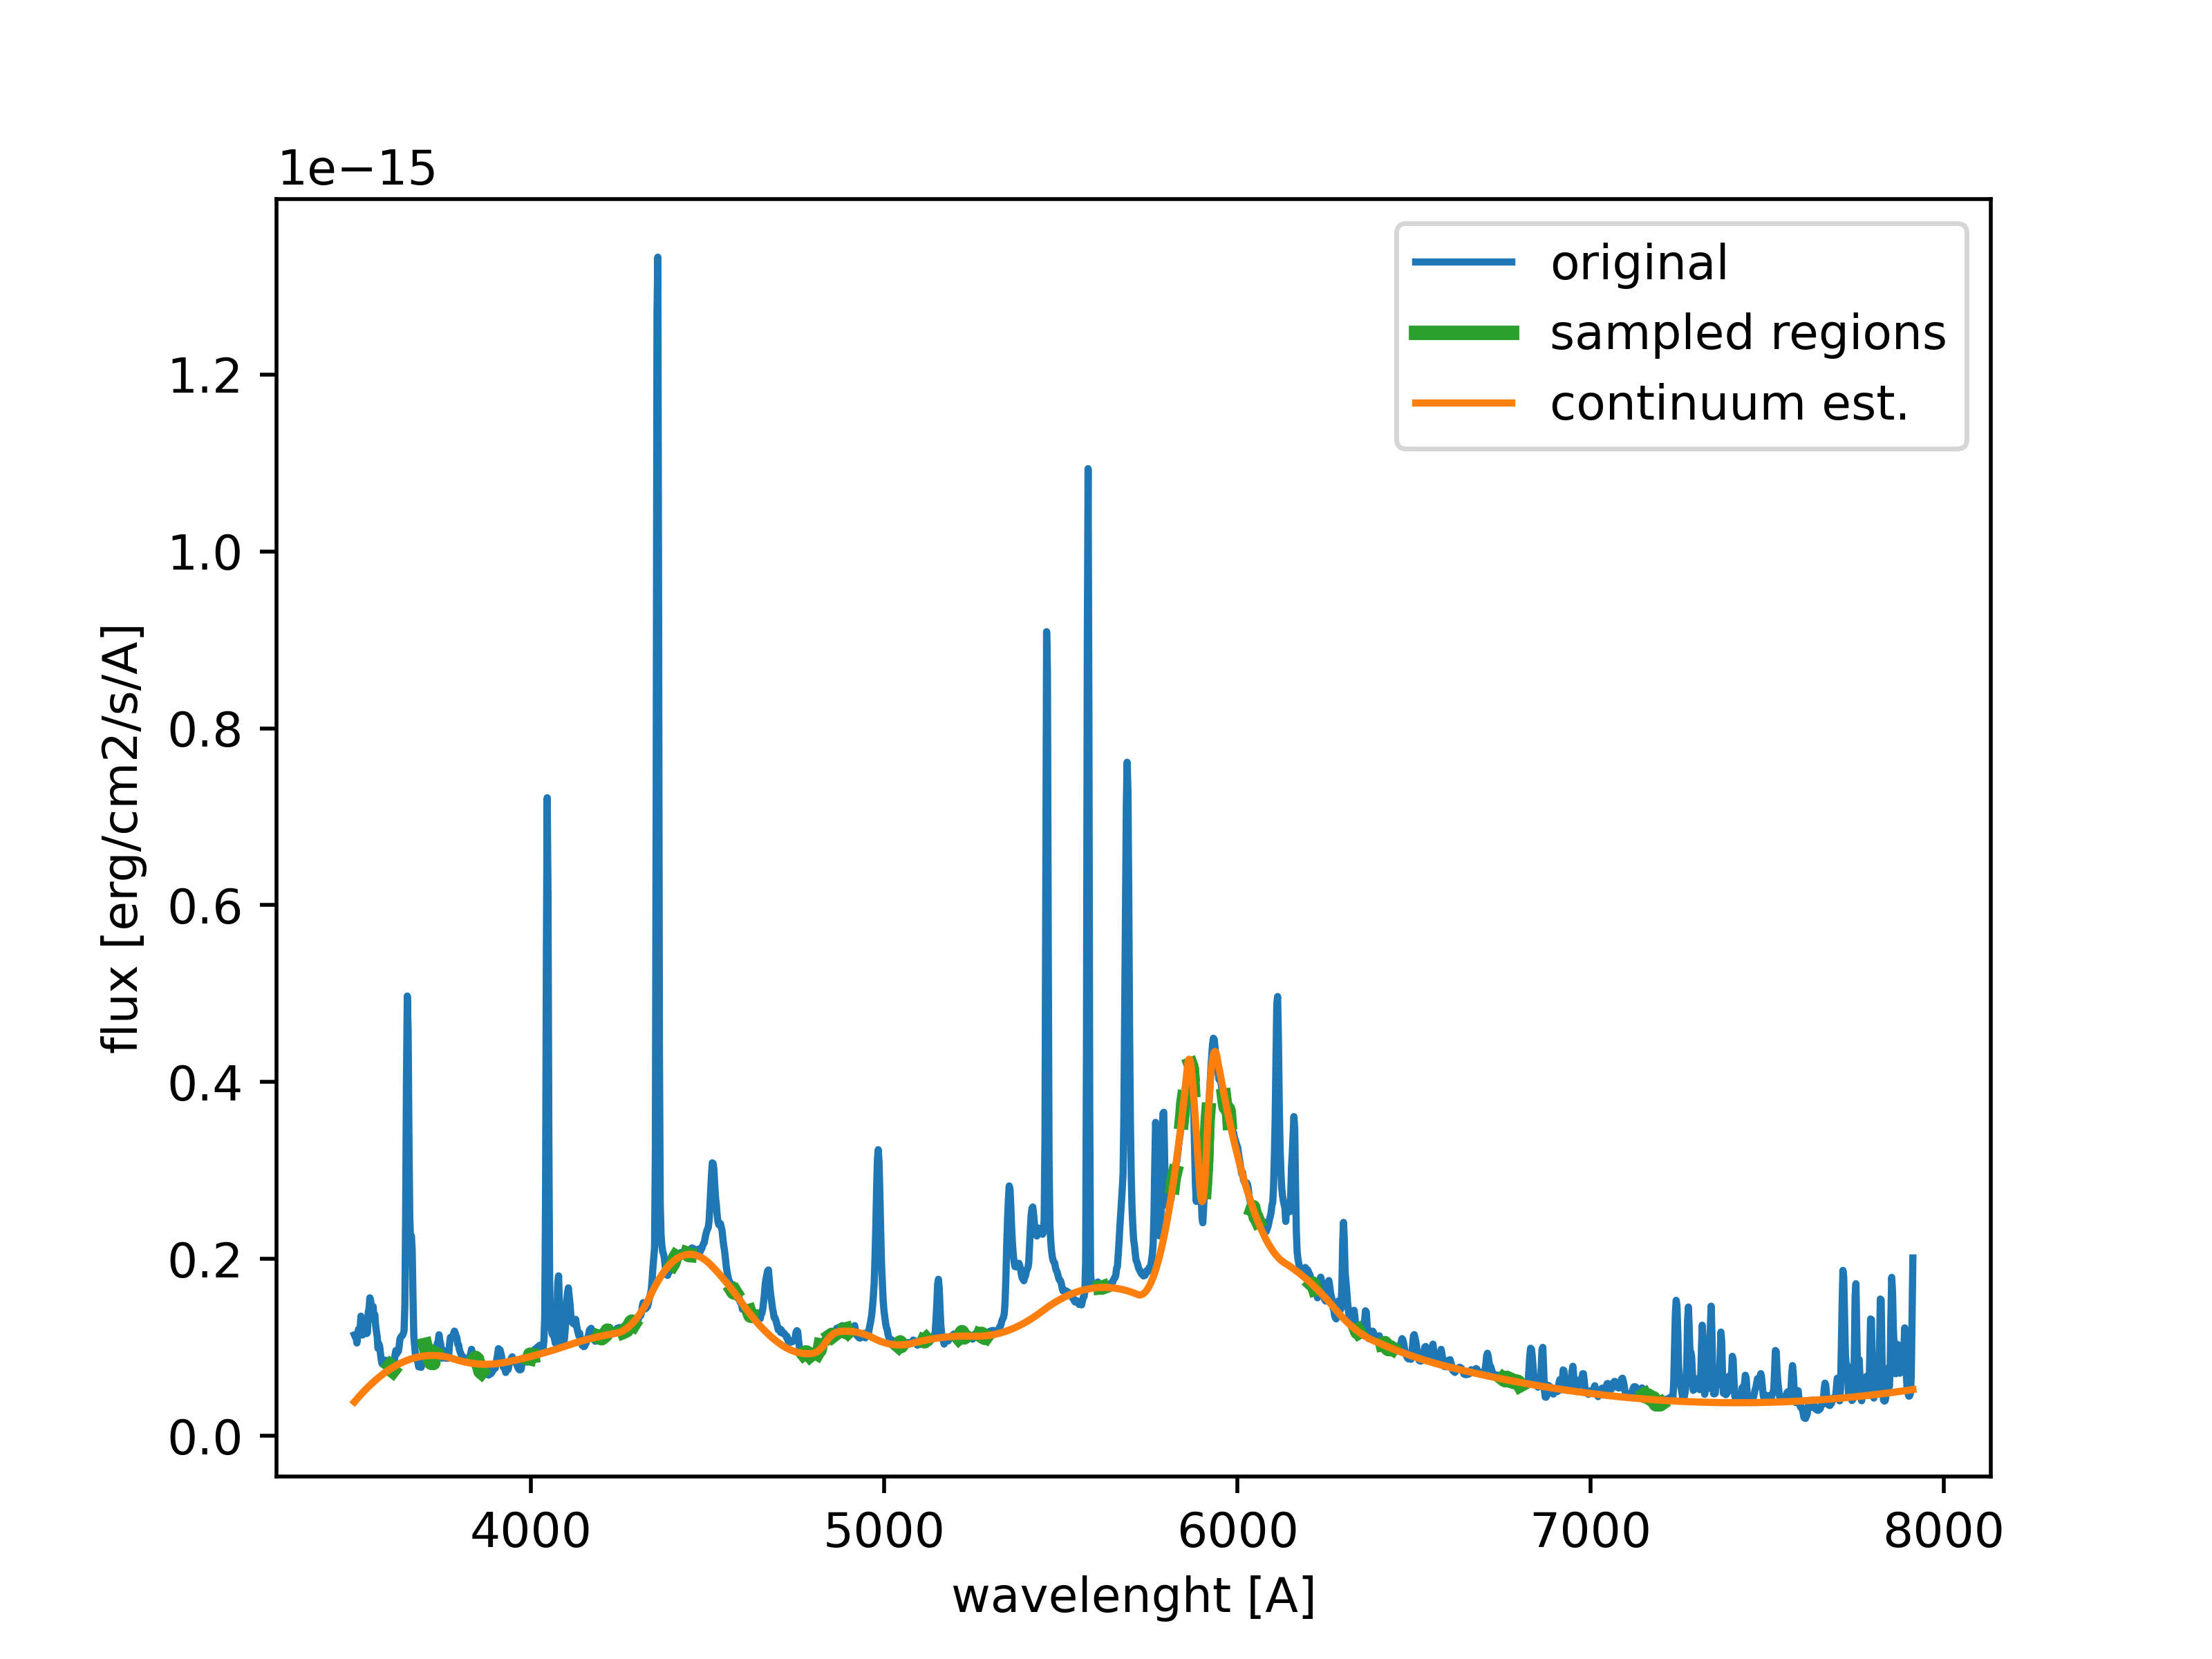 1e−15
original
sampled regions
continuum est.
1.2
1.0
0.8
0.6
0.4
0.2
0.0
flux [erg/cm2/s/A]
4000 5000 6000 7000 8000
wavelenght [A]